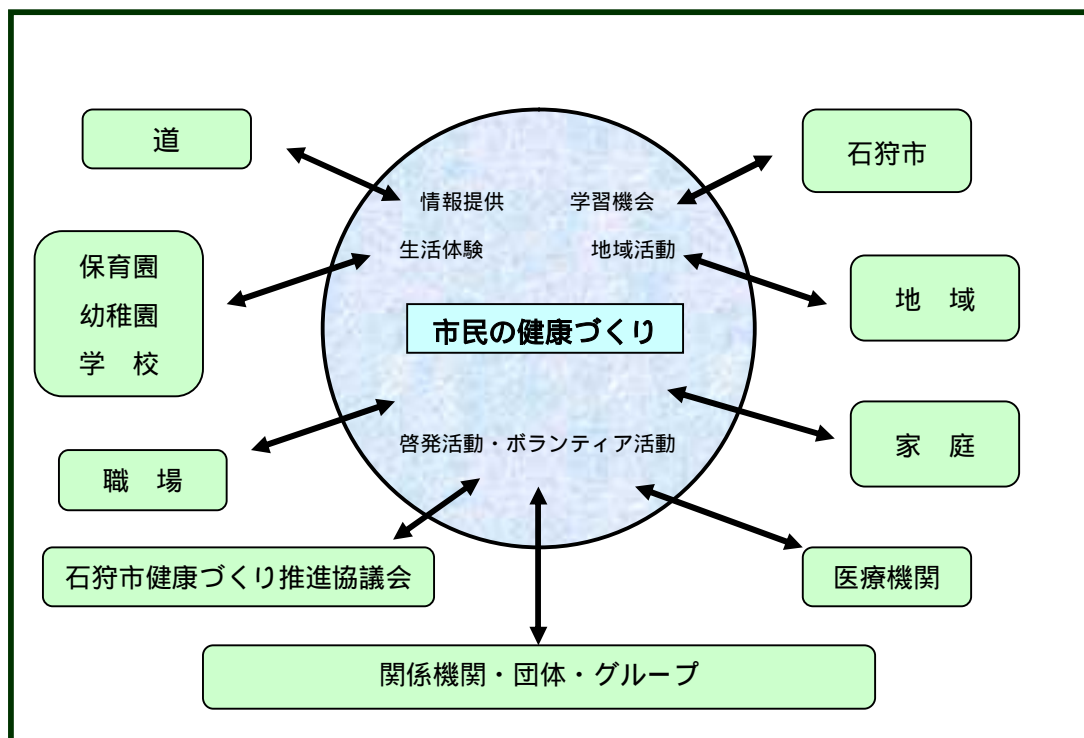 道
石狩市
情報提供
学習機会
生活体験
地域活動
保育園
幼稚園
学　校
地　域
市民の健康づくり
家　庭
啓発活動・ボランティア活動
職　場
石狩市健康づくり推進協議会
医療機関
関係機関・団体・グループ